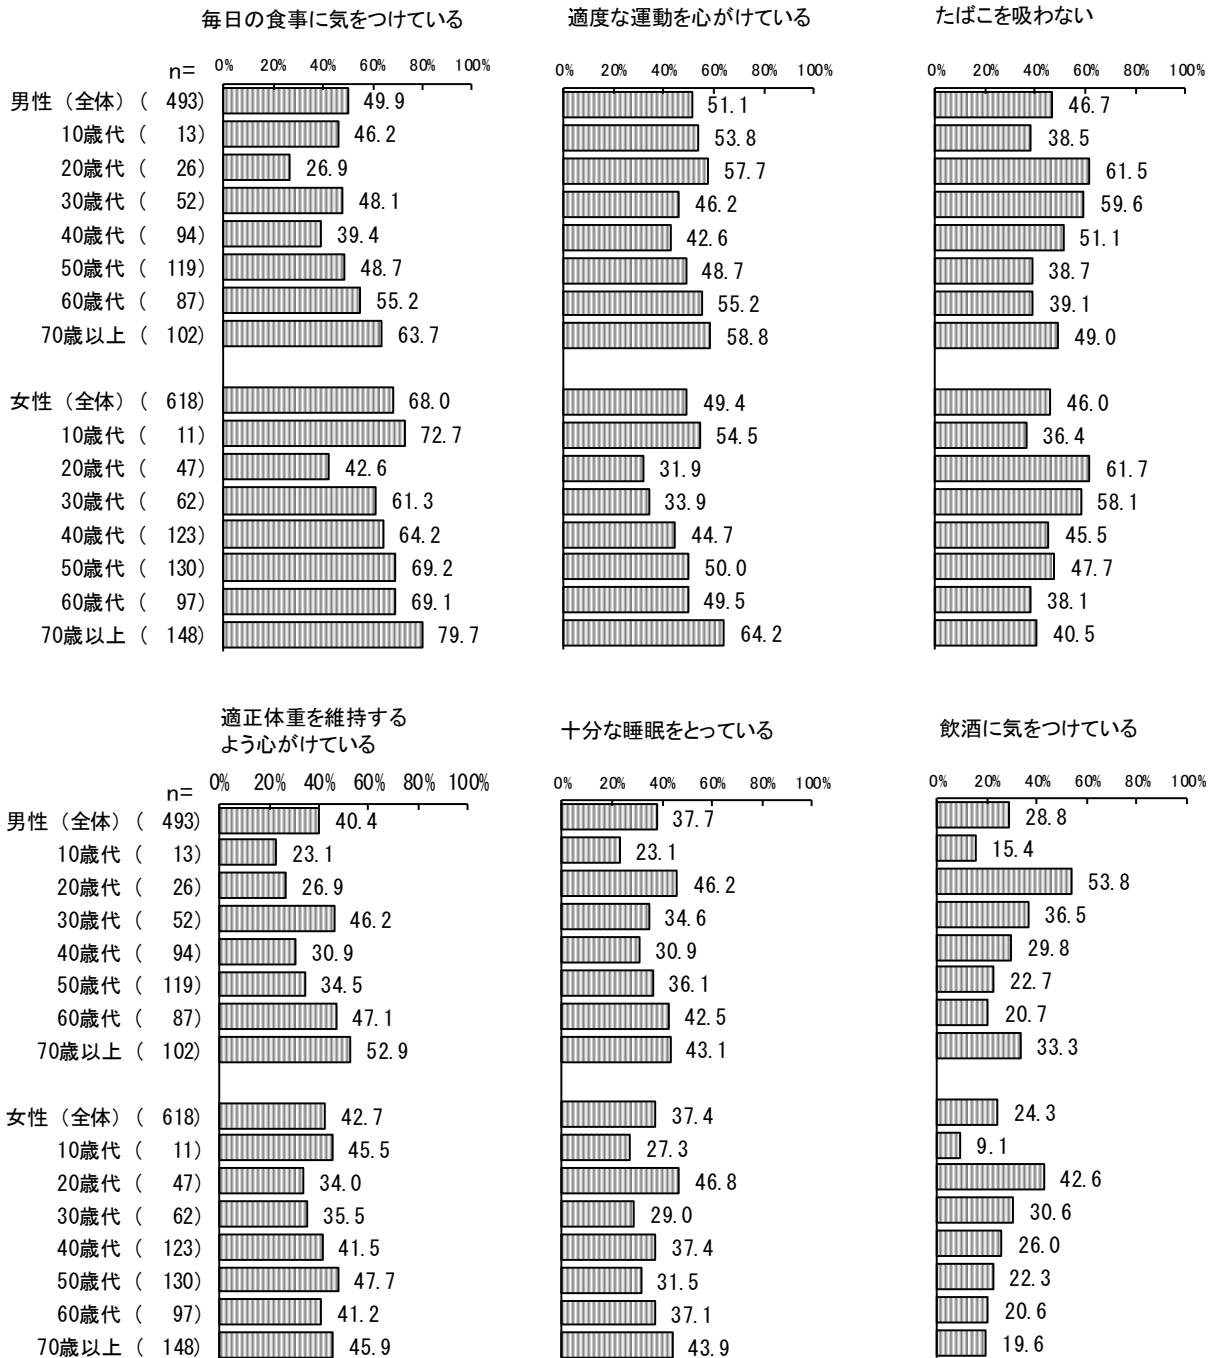 毎日の食事に気をつけている 適度な運動を心がけている たばこを吸わない
n= 0% 20% 40% 60% 80% 100% 0% 20% 40% 60% 80% 100% 0% 20% 40% 60% 80% 100%
男性（全体）（ 493） 49.9 51.1 46.7
10歳代（ 13） 46.2 53.8 38.5
20歳代（ 26） 26.9 57.7 61.5
30歳代（ 52） 48.1 46.2 59.6
40歳代（ 94） 39.4 42.6 51.1
50歳代（ 119） 48.7 48.7 38.7
60歳代（ 87） 55.2 55.2 39.1
70歳以上（ 102） 63.7 58.8 49.0
女性（全体）（ 618） 68.0 49.4 46.0
10歳代（ 11） 72.7 54.5 36.4
20歳代（ 47） 42.6 31.9 61.7
30歳代（ 62） 61.3 33.9 58.1
40歳代（ 123） 64.2 44.7 45.5
50歳代（ 130） 69.2 50.0 47.7
60歳代（ 97） 69.1 49.5 38.1
70歳以上（ 148） 79.7 64.2 40.5
適正体重を維持する
よう心がけている 十分な睡眠をとっている 飲酒に気をつけている
n= 0% 20% 40% 60% 80% 100% 0% 20% 40% 60% 80% 100% 0% 20% 40% 60% 80% 100%
男性（全体）（ 493） 40.4 37.7 28.8
10歳代（ 13） 23.1 23.1 15.4
20歳代（ 26） 26.9 46.2 53.8
30歳代（ 52） 46.2 34.6 36.5
40歳代（ 94） 30.9 30.9 29.8
50歳代（ 119） 34.5 36.1 22.7
60歳代（ 87） 47.1 42.5 20.7
70歳以上（ 102） 52.9 43.1 33.3
女性（全体）（ 618） 42.7 37.4 24.3
10歳代（ 11） 45.5 27.3 9.1
20歳代（ 47） 34.0 46.8 42.6
30歳代（ 62） 35.5 29.0 30.6
40歳代（ 123） 41.5 37.4 26.0
50歳代（ 130） 47.7 31.5 22.3
60歳代（ 97） 41.2 37.1 20.6
70歳以上（ 148） 45.9 43.9 19.6